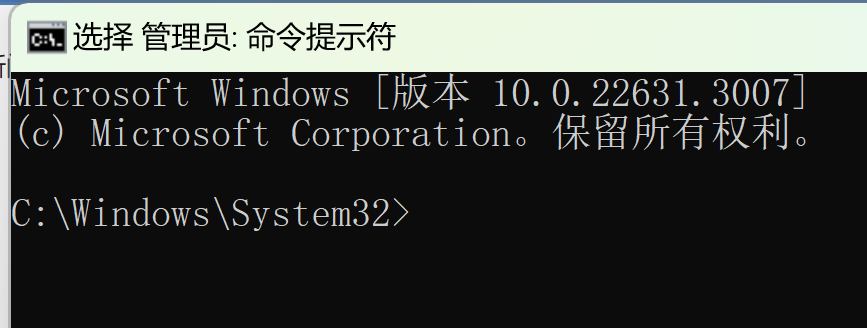 选择 管理员: 命令提示符
Microsoft Windows [版本 10.0.22631.3007]
(c) Microsoft Corporation。保留所有权利。
C:\Windows\System32>